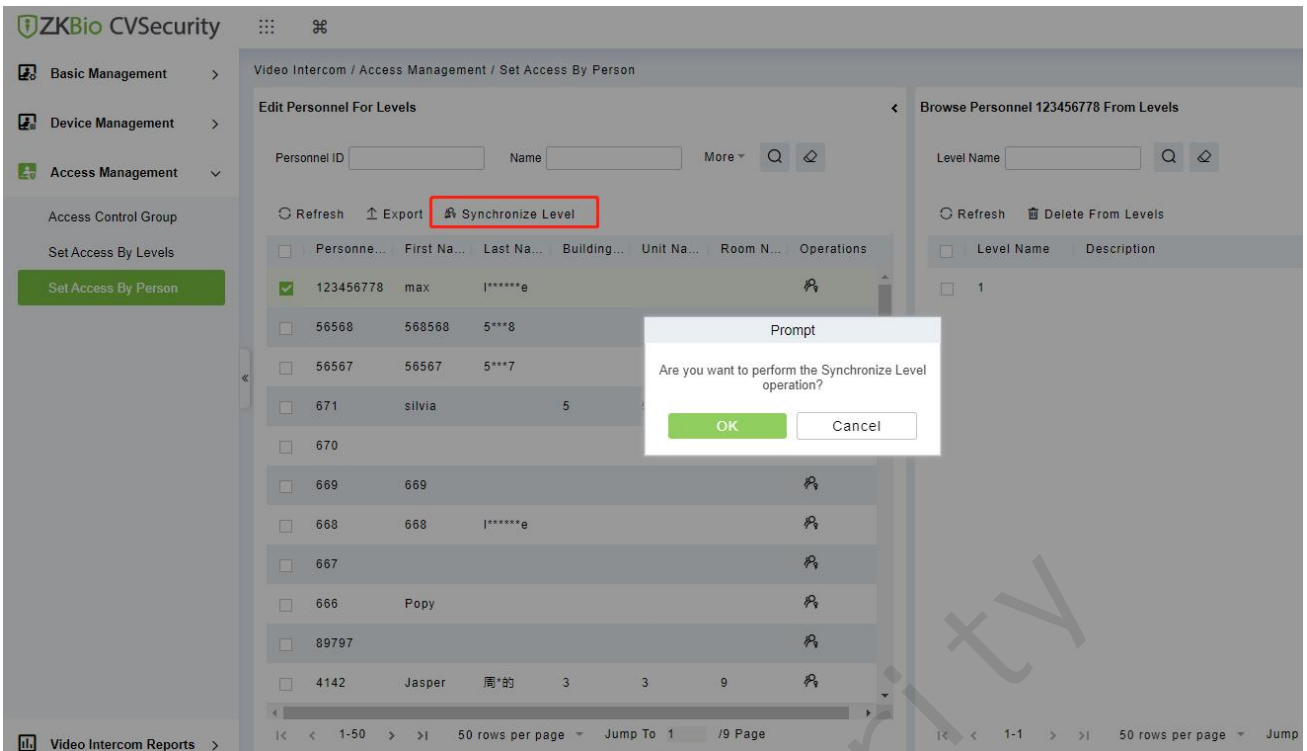 ZKBio CVSecurity
Basic Management
Device Management
Access Management
Access Control Group
Set Access By Levels
Set Access By Person
Video Intercom Reports
Video Intercom / Access Management / Set Access By Person
Edit Personnel For Levels
Personnel ID Name More
Refresh Export Synchronize Level
Personne... First Na... Last Na... Building... Unit Na... Room N... Operations
123456778 max l******e
56568 568568 5***8
56567 56567 5***7
671 silvia 5
670
669 669
668 668 l******e
667
666 Popy
89797
4142 Jasper 周*的 3 3 9
1-50 50 rows per page Jump To 1 /9 Page
Browse Personnel 123456778 From Levels
Level Name
Refresh Delete From Levels
Level Name Description
1
1-1 50 rows per page Jump
Prompt
Are you want to perform the Synchronize Level
operation?
OK Cancel